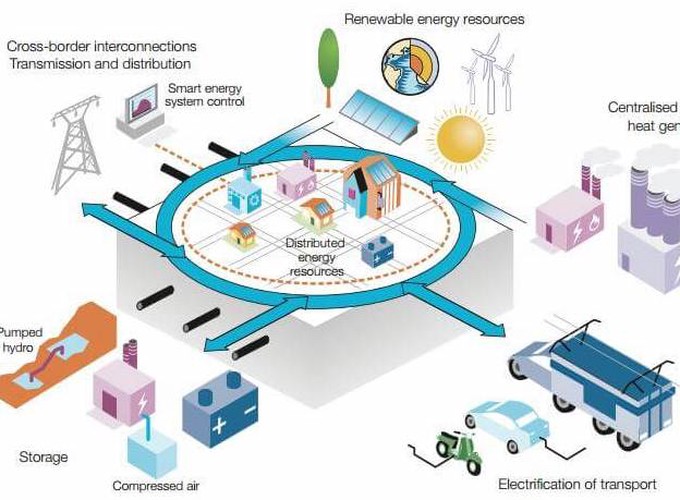 Renewable energy resources
Cross-border interconnections
Transmission and distribution
Smart energy
system control
Centralised
heat gen
Distributed
energy
resources
Pumped
hydro
Storage
Compressed air
Electrification of transport